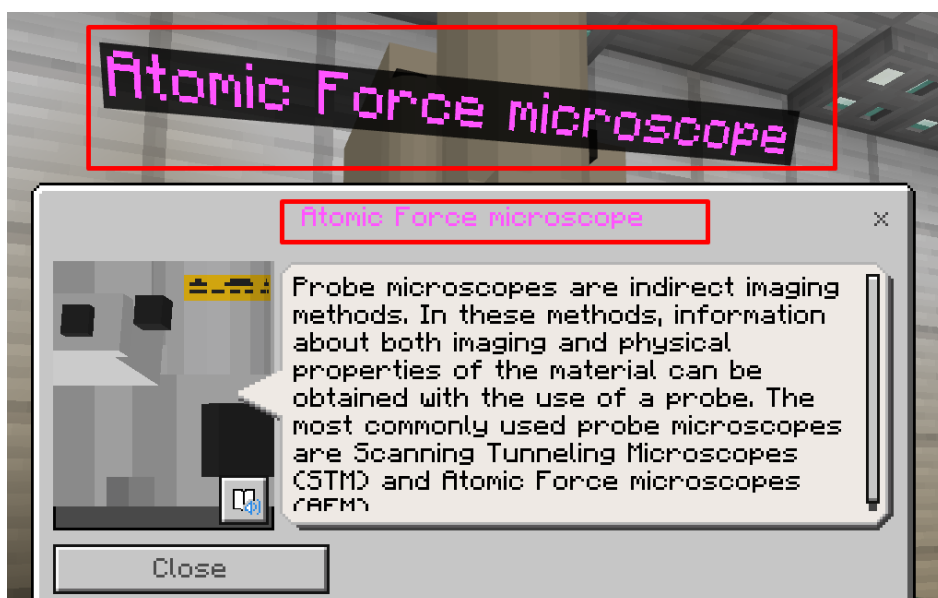 Atomic Force microscope
Atomic Force microscope
x
Probe microscopes are indirect imaging
methods. In these methods, information
about both imaging and physical
properties of the material can be
obtained with the use of a probe. The
most commonly used probe microscopes
are Scanning Tunneling Microscopes
(STM) and Atomic Force microscopes
(AFM)
Close